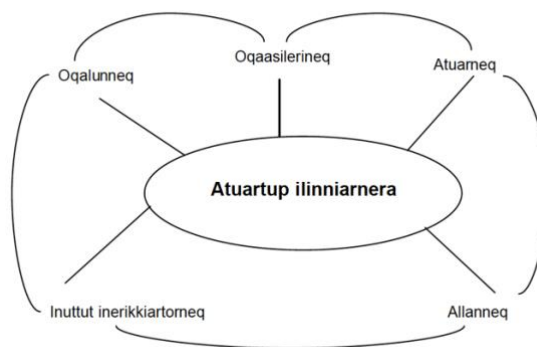 Oqaasilerineq
Oqalunneq
Atuarneq
Atuartup ilinniarnera
Inuttut inerikkiartorneq
Allanneq